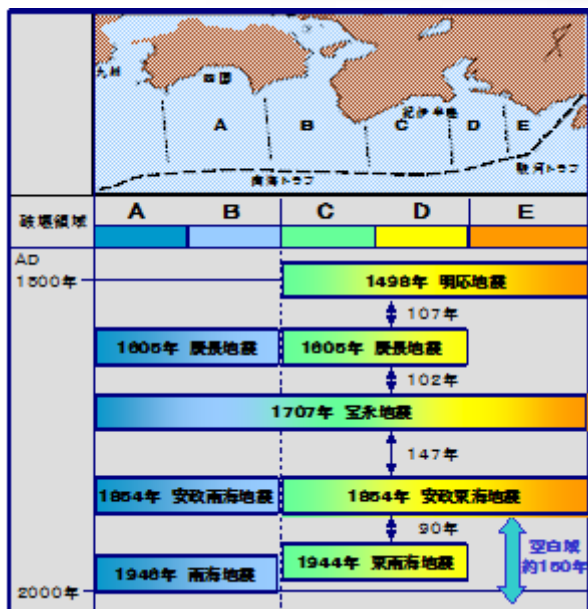 九州
四国
紀伊半島
A
B
C
D
E
南海トラフ
駿河トラフ
破壊領域
A
B
C
D
E
AD
1500年
1498年 明応地震
107年
1605年 慶長地震
1605年 慶長地震
102年
1707年 宝永地震
147年
1854年 安政南海地震
1854年 安政東海地震
90年
空白域
約150年
1944年 東南海地震
1946年 南海地震
2000年